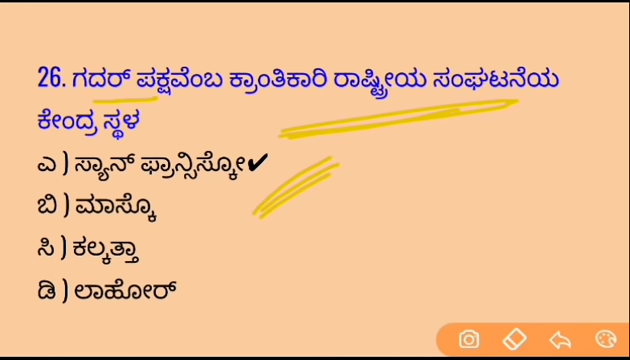 26. ಗದರ್ ಪಕ್ಷವೆಂಬ ಕ್ರಾಂತಿಕಾರಿ ರಾಷ್ಟ್ರೀಯ ಸಂಘಟನೆಯ
ಕೇಂದ್ರ ಸ್ಥಳ
ಎ ) ಸ್ಯಾನ್ ಫ್ರಾನ್ಸಿಸ್ಕೋ✔
ಬಿ ) ಮಾಸ್ಕೊ
ಸಿ ) ಕಲ್ಕತ್ತಾ
ಡಿ ) ಲಾಹೋರ್